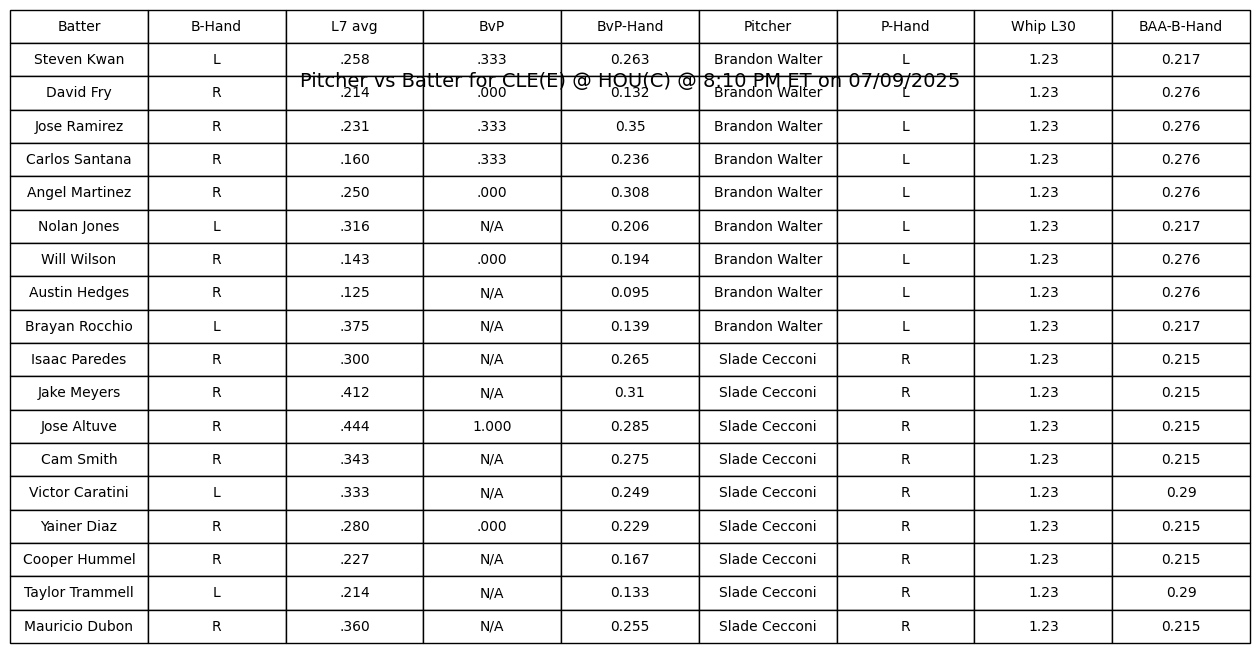 Batter B-Hand L7 avg BvP BvP-Hand Pitcher P-Hand Whip L30 BAA-B-Hand
Steven Kwan L .258 .333 0.263 Brandon Walter L 1.23 0.217
Pitcher vs Batter for CLE(E) @ HOU(C) @ 8:10 PM ET on 07/09/2025
David Fry R .214 .000 0.132 Brandon Walter L 1.23 0.276
Jose Ramirez R .231 .333 0.35 Brandon Walter L 1.23 0.276
Carlos Santana R .160 .333 0.236 Brandon Walter L 1.23 0.276
Angel Martinez R .250 .000 0.308 Brandon Walter L 1.23 0.276
Nolan Jones L .316 N/A 0.206 Brandon Walter L 1.23 0.217
Will Wilson R .143 .000 0.194 Brandon Walter L 1.23 0.276
Austin Hedges R .125 N/A 0.095 Brandon Walter L 1.23 0.276
Brayan Rocchio L .375 N/A 0.139 Brandon Walter L 1.23 0.217
Isaac Paredes R .300 N/A 0.265 Slade Cecconi R 1.23 0.215
Jake Meyers R .412 N/A 0.31 Slade Cecconi R 1.23 0.215
Jose Altuve R .444 1.000 0.285 Slade Cecconi R 1.23 0.215
Cam Smith R .343 N/A 0.275 Slade Cecconi R 1.23 0.215
Victor Caratini L .333 N/A 0.249 Slade Cecconi R 1.23 0.29
Yainer Diaz R .280 .000 0.229 Slade Cecconi R 1.23 0.215
Cooper Hummel R .227 N/A 0.167 Slade Cecconi R 1.23 0.215
Taylor Trammell L .214 N/A 0.133 Slade Cecconi R 1.23 0.29
Mauricio Dubon R .360 N/A 0.255 Slade Cecconi R 1.23 0.215